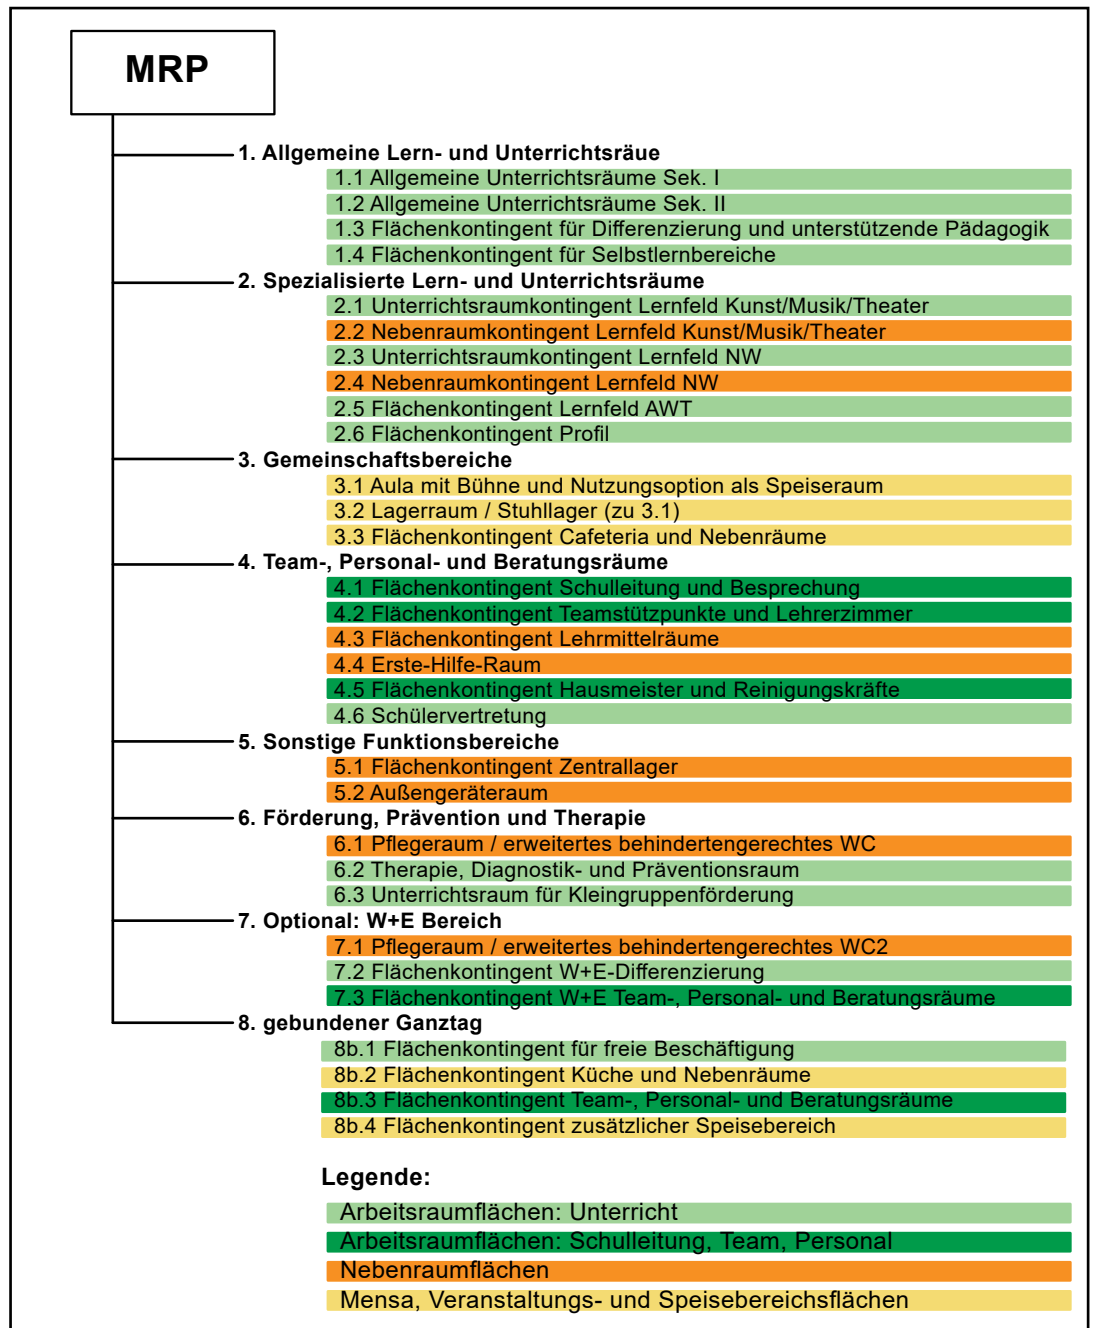 MRP
1. Allgemeine Lern- und Unterrichtsräue
1.1 Allgemeine Unterrichtsräume Sek. I
1.2 Allgemeine Unterrichtsräume Sek. II
1.3 Flächenkontingent für Differenzierung und unterstützende Pädagogik
1.4 Flächenkontingent für Selbstlernbereiche
2. Spezialisierte Lern- und Unterrichtsräume
2.1 Unterrichtsraumkontingent Lernfeld Kunst/Musik/Theater
2.2 Nebenraumkontingent Lernfeld Kunst/Musik/Theater
2.3 Unterrichtsraumkontingent Lernfeld NW
2.4 Nebenraumkontingent Lernfeld NW
2.5 Flächenkontingent Lernfeld AWT
2.6 Flächenkontingent Profil
3. Gemeinschaftsbereiche
3.1 Aula mit Bühne und Nutzungsoption als Speiseraum
3.2 Lagerraum / Stuhllager (zu 3.1)
3.3 Flächenkontingent Cafeteria und Nebenräume
4. Team-, Personal- und Beratungsräume
4.1 Flächenkontingent Schulleitung und Besprechung
4.2 Flächenkontingent Teamstützpunkte und Lehrerzimmer
4.3 Flächenkontingent Lehrmittelräume
4.4 Erste-Hilfe-Raum
4.5 Flächenkontingent Hausmeister und Reinigungskräfte
4.6 Schülervertretung
5. Sonstige Funktionsbereiche
5.1 Flächenkontingent Zentrallager
5.2 Außengeräteraum
6. Förderung, Prävention und Therapie
6.1 Pflegeraum / erweitertes behindertengerechtes WC
6.2 Therapie, Diagnostik- und Präventionsraum
6.3 Unterrichtsraum für Kleingruppenförderung
7. Optional: W+E Bereich
7.1 Pflegeraum / erweitertes behindertengerechtes WC2
7.2 Flächenkontingent W+E-Differenzierung
7.3 Flächenkontingent W+E Team-, Personal- und Beratungsräume
8. gebundener Ganztag
8b.1 Flächenkontingent für freie Beschäftigung
8b.2 Flächenkontingent Küche und Nebenräume
8b.3 Flächenkontingent Team-, Personal- und Beratungsräume
8b.4 Flächenkontingent zusätzlicher Speisebereich
Legende:
Arbeitsraumflächen: Unterricht
Arbeitsraumflächen: Schulleitung, Team, Personal
Nebenraumflächen
Mensa, Veranstaltungs- und Speisebereichsflächen